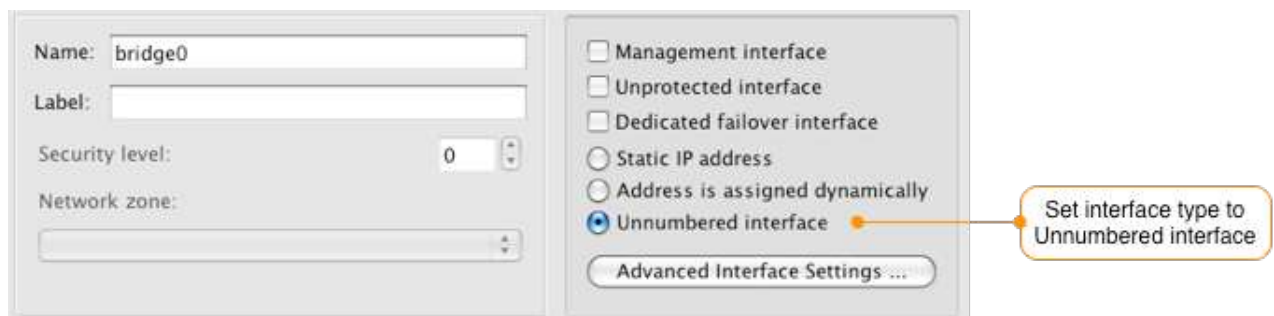 Name: bridge0
Label:
Security level: 0
Network zone:
Management interface
Unprotected interface
Dedicated failover interface
Static IP address
Address is assigned dynamically
Unnumbered interface
Advanced Interface Settings ...
Set interface type to
Unnumbered interface